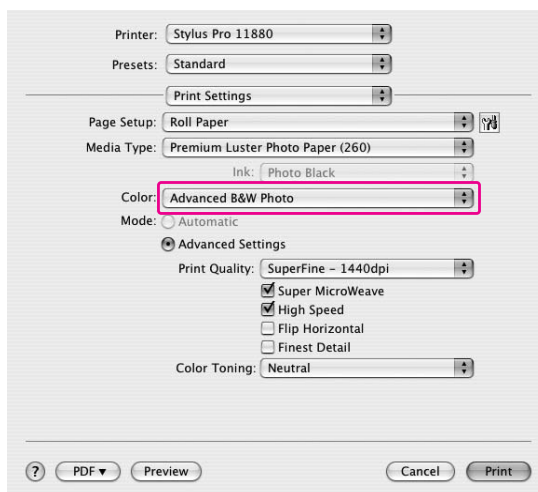 Printer: Stylus Pro 11880
Presets: Standard
Print Settings
Page Setup: Roll Paper
Media Type: Premium Luster Photo Paper (260)
Ink: Photo Black
Color: Advanced B&W Photo
Mode: Automatic
Advanced Settings
Print Quality: SuperFine – 1440dpi
Super MicroWeave
High Speed
Flip Horizontal
Finest Detail
Color Toning: Neutral
? PDF ▼ Preview Cancel Print